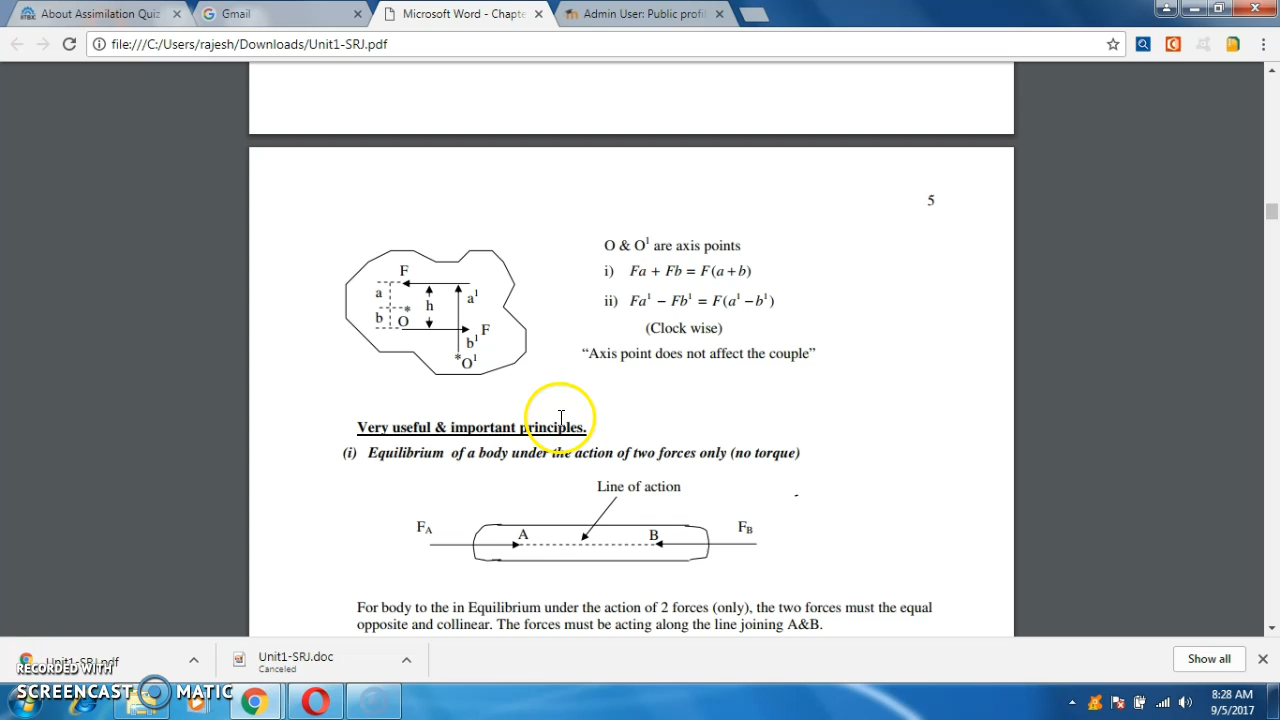 About Assimilation Quiz
Gmail
Microsoft Word - Chapte
Admin User: Public profi
file:///C:/Users/rajesh/Downloads/Unit1-SRJ.pdf
5
O & O¹ are axis points
i) Fa + Fb = F(a+b)
ii) Fa¹ − Fb¹ = F(a¹ −b¹)
(Clock wise)
“Axis point does not affect the couple”
F
a
a¹
h
b
* O
F
b¹
*O¹
Very useful & important principles.
(i) Equilibrium of a body under the action of two forces only (no torque)
Line of action
FA
A
B
FB
For body to the in Equilibrium under the action of 2 forces (only), the two forces must the equal
opposite and collinear. The forces must be acting along the line joining A&B.
Unit1-SRJ.pdf
Unit1-SRJ.doc
Canceled
Show all
RECORDED WITH
SCREENCAST MATIC
8:28 AM
9/5/2017